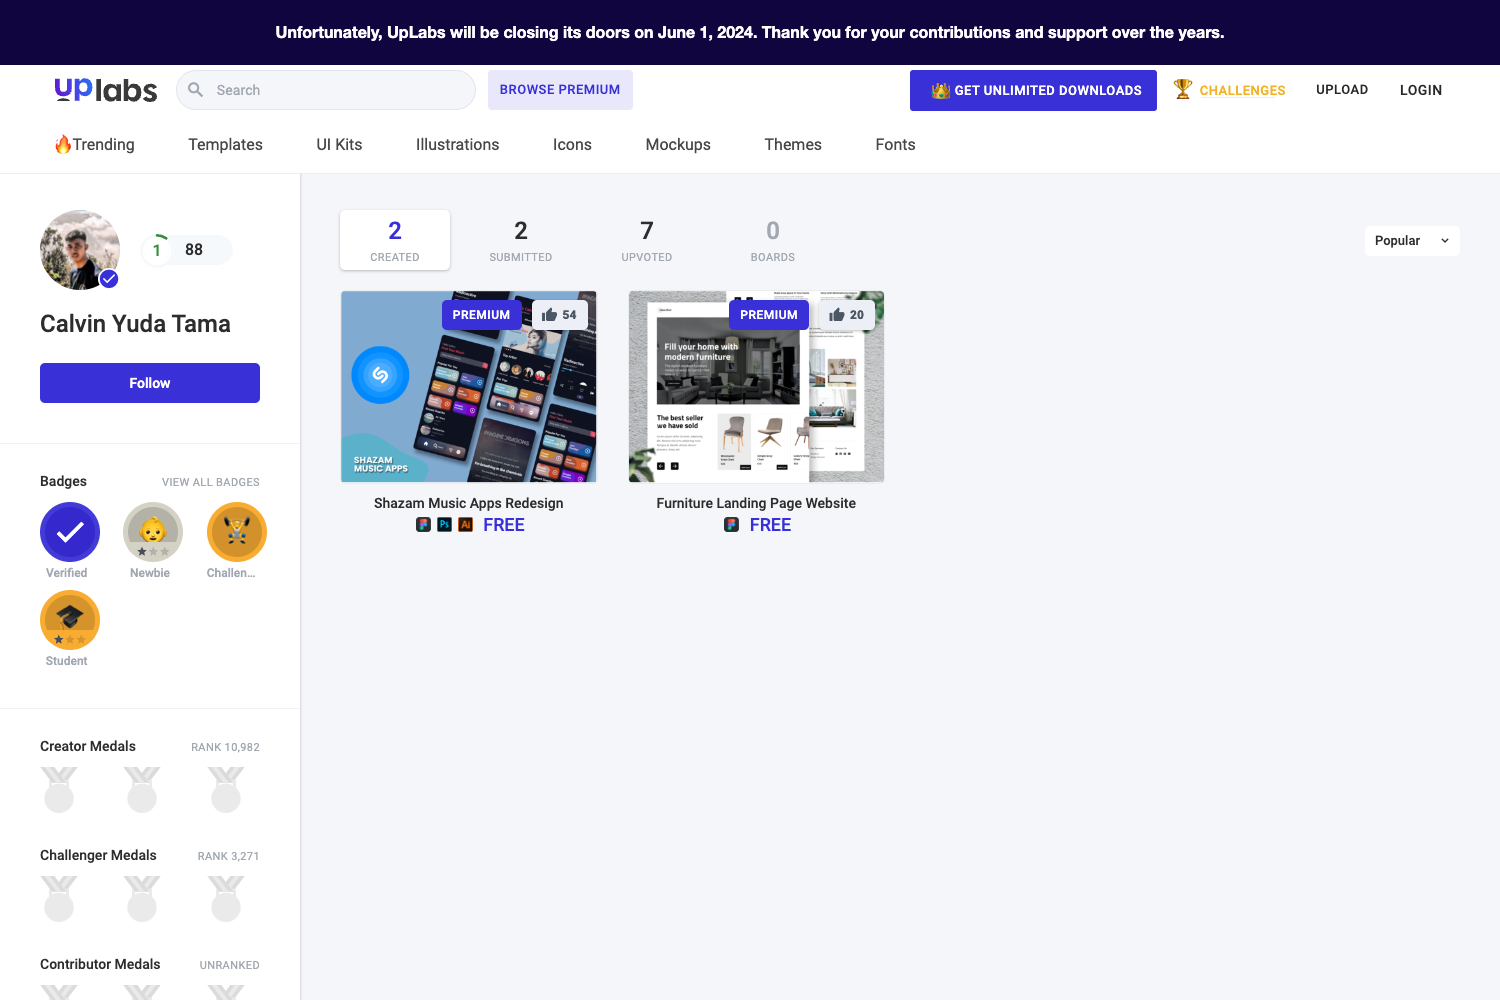 Unfortunately, UpLabs will be closing its doors on June 1, 2024. Thank you for your contributions and support over the years.
uplabs
Search
BROWSE PREMIUM
GET UNLIMITED DOWNLOADS
CHALLENGES
UPLOAD
LOGIN
Trending
Templates
UI Kits
Illustrations
Icons
Mockups
Themes
Fonts
1
88
Calvin Yuda Tama
Follow
Badges
VIEW ALL BADGES
Verified
Newbie
Challen...
Student
Creator Medals
RANK 10,982
Challenger Medals
RANK 3,271
Contributor Medals
UNRANKED
2
CREATED
2
SUBMITTED
7
UPVOTED
0
BOARDS
Popular
PREMIUM
54
SHAZAM
MUSIC APPS
Shazam Music Apps Redesign
Ps
Ai
FREE
PREMIUM
20
Fill your home with
modern furniture
The best seller
we have sold
Furniture Landing Page Website
FREE